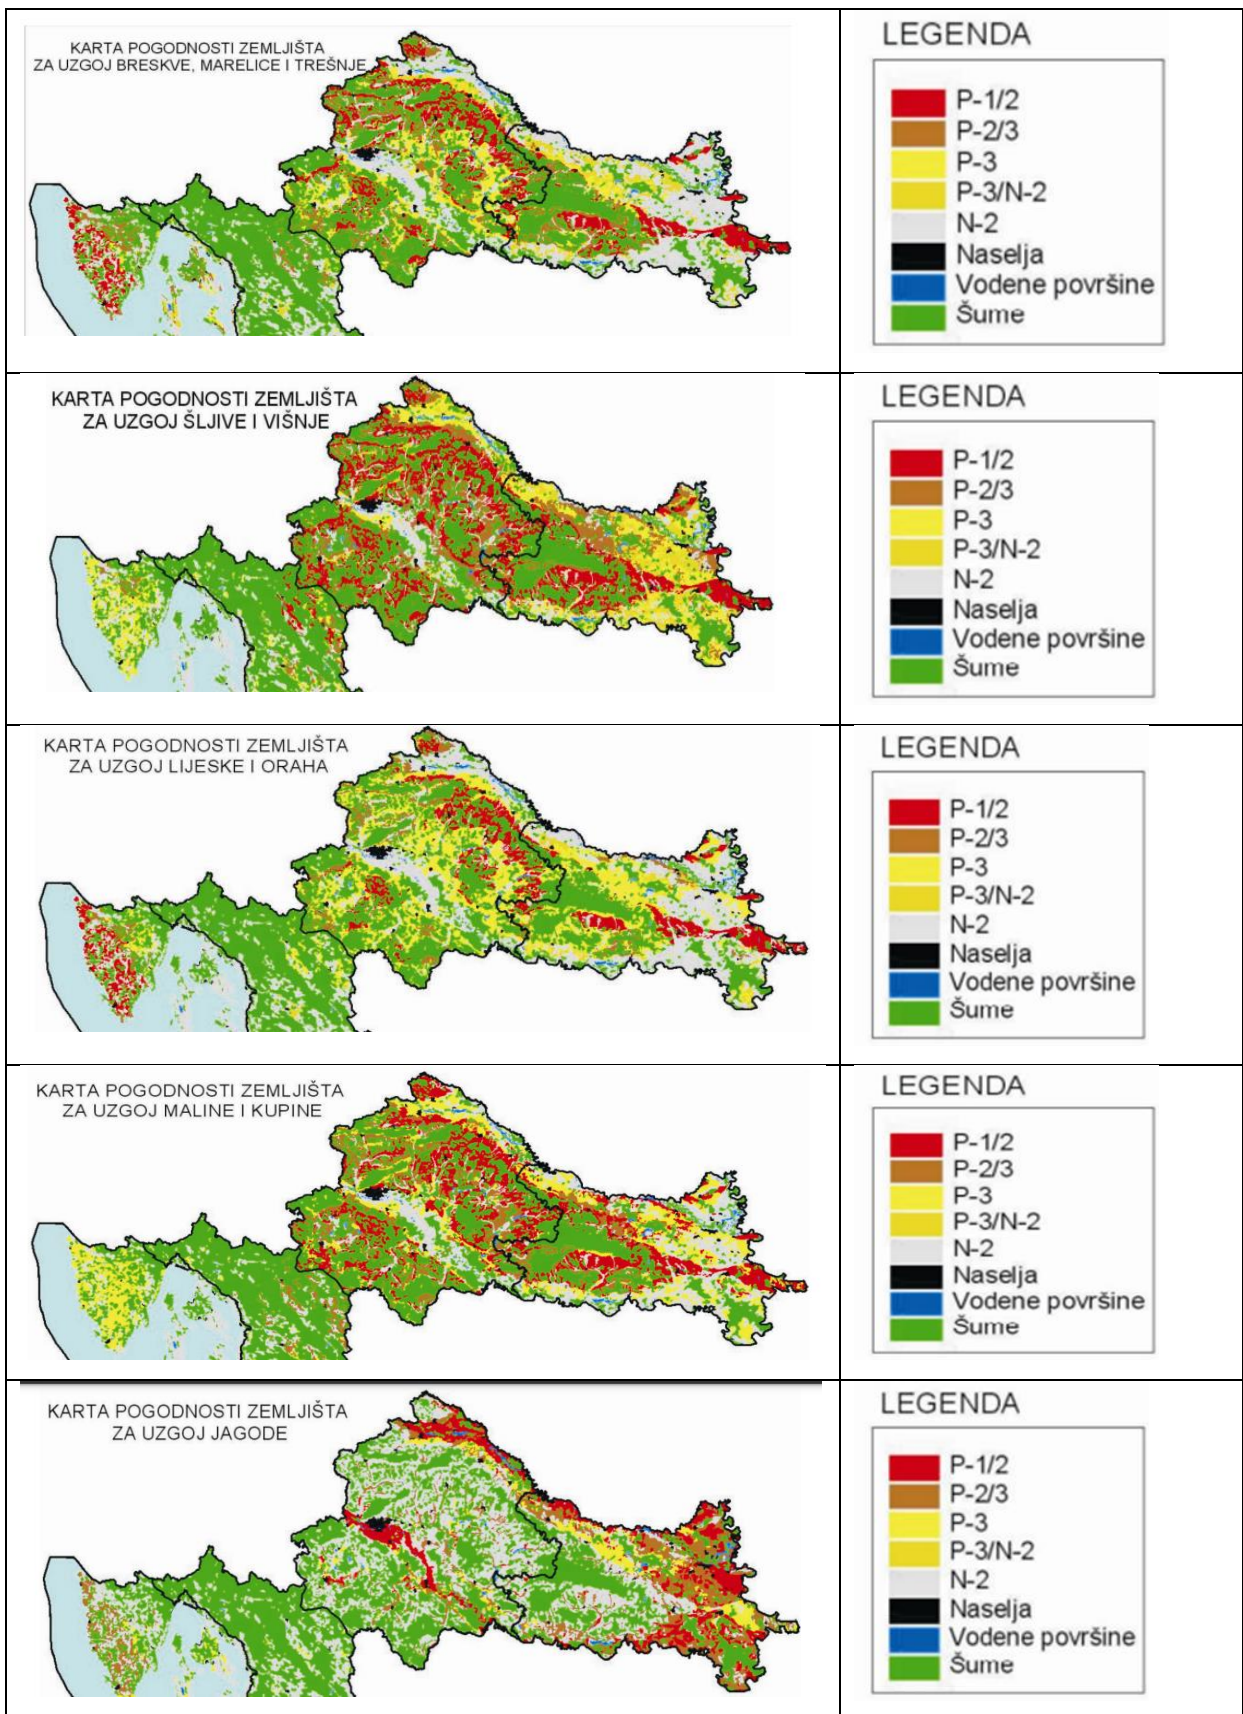 KARTA POGODNOSTI ZEMLJIŠTA
ZA UZGOJ BRESKVE, MARELICE I TREŠNJE
LEGENDA
P-1/2
P-2/3
P-3
P-3/N-2
N-2
Naselja
Vodene površine
Šume
KARTA POGODNOSTI ZEMLJIŠTA
ZA UZGOJ ŠLJIVE I VIŠNJE
LEGENDA
P-1/2
P-2/3
P-3
P-3/N-2
N-2
Naselja
Vodene površine
Šume
KARTA POGODNOSTI ZEMLJIŠTA
ZA UZGOJ LIJESKE I ORAHA
LEGENDA
P-1/2
P-2/3
P-3
P-3/N-2
N-2
Naselja
Vodene površine
Šume
KARTA POGODNOSTI ZEMLJIŠTA
ZA UZGOJ MALINE I KUPINE
LEGENDA
P-1/2
P-2/3
P-3
P-3/N-2
N-2
Naselja
Vodene površine
Šume
KARTA POGODNOSTI ZEMLJIŠTA
ZA UZGOJ JAGODE
LEGENDA
P-1/2
P-2/3
P-3
P-3/N-2
N-2
Naselja
Vodene površine
Šume